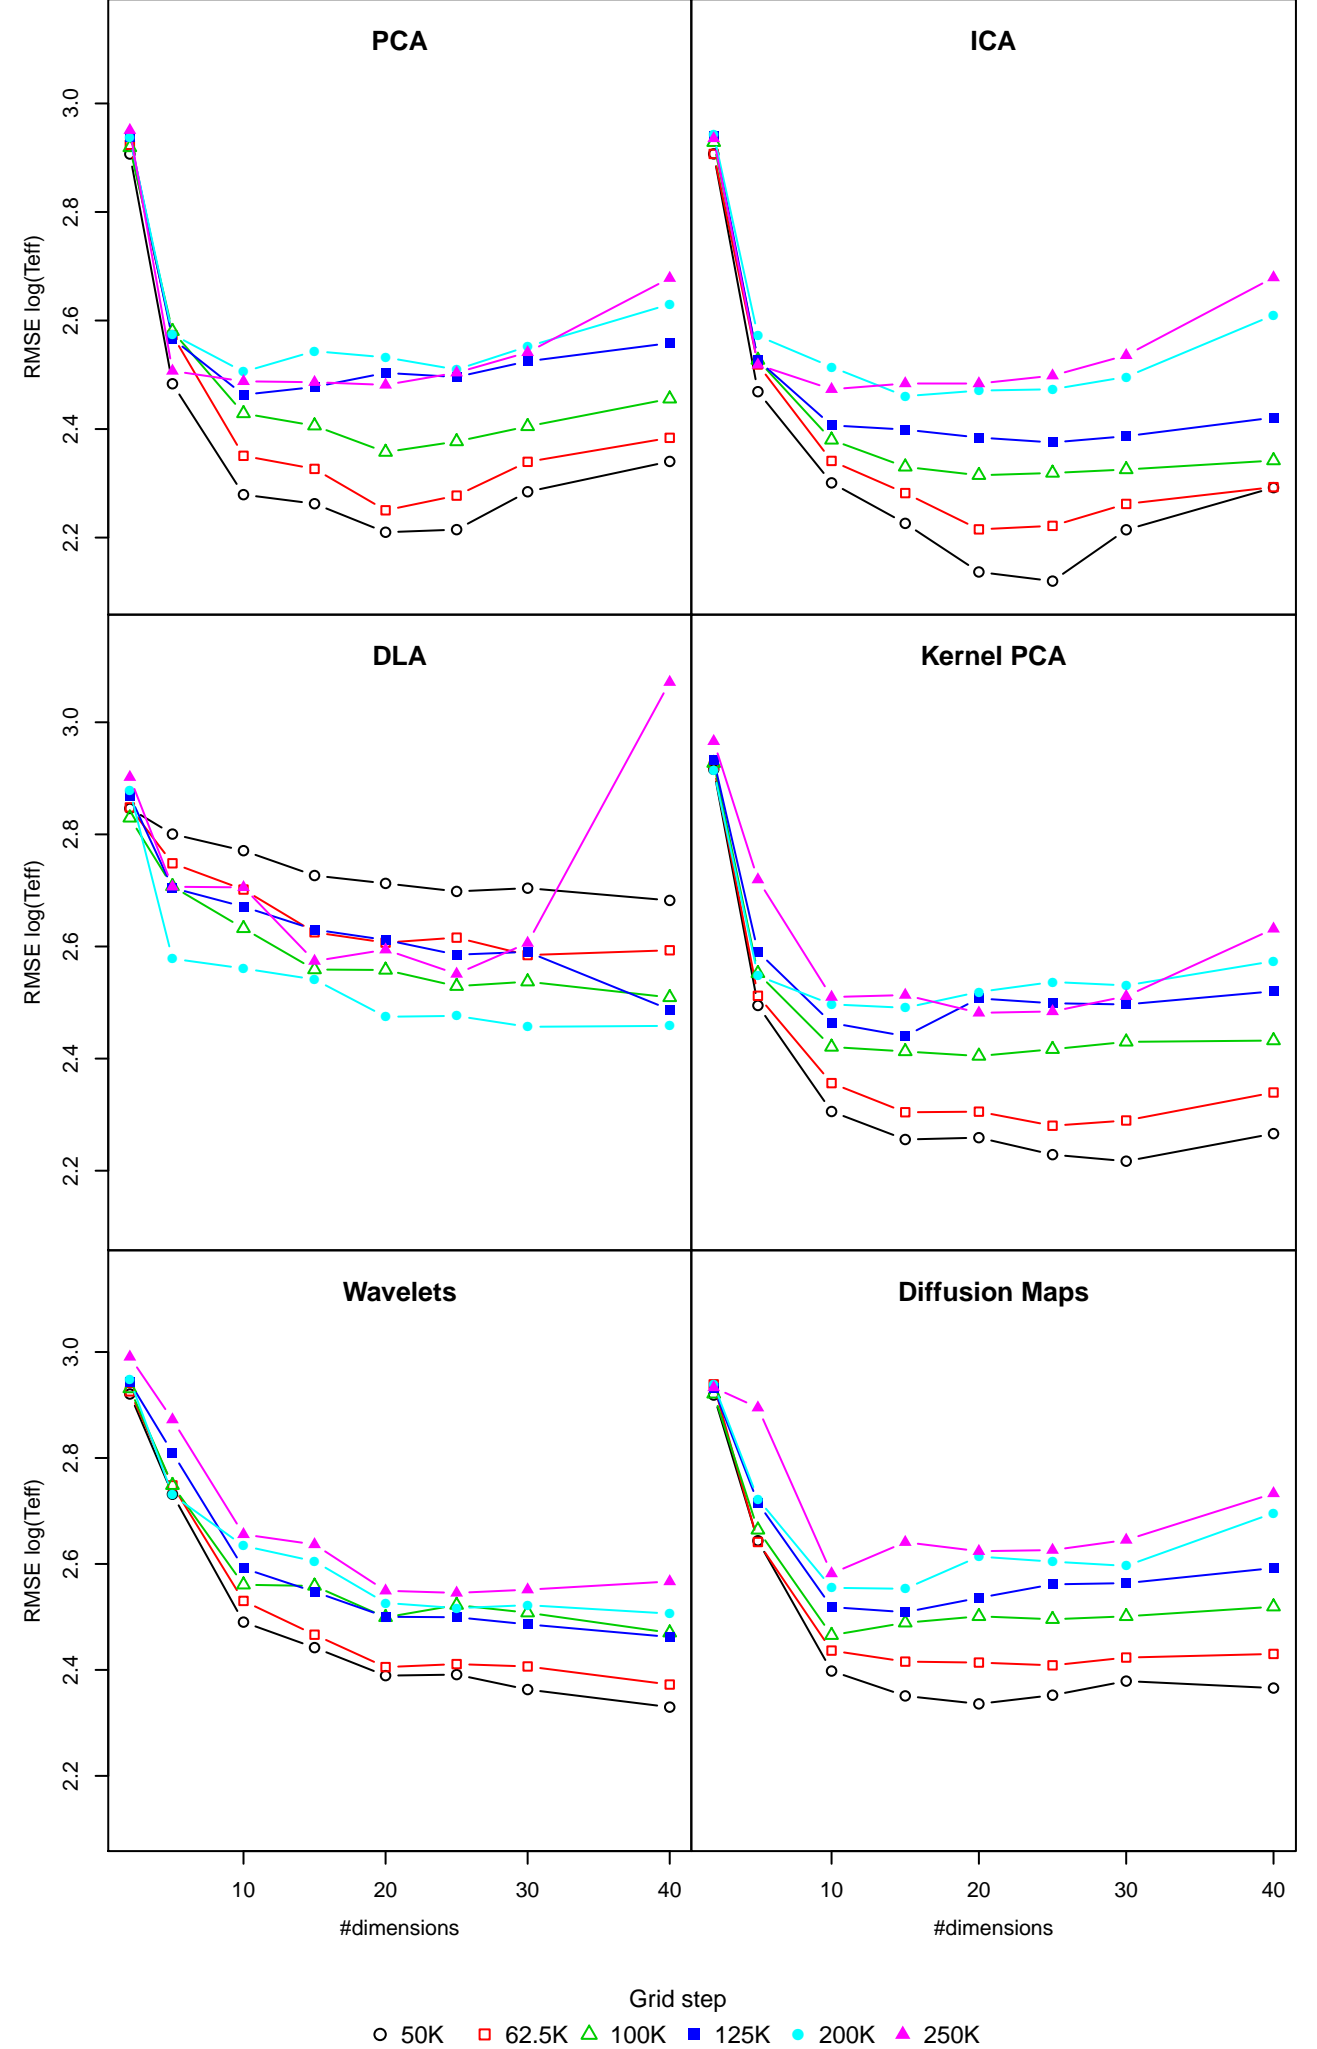 PCA
ICA
RMSE log(Teff)
3.0
2.8
2.6
2.4
2.2
DLA
Kernel PCA
RMSE log(Teff)
3.0
2.8
2.6
2.4
2.2
Wavelets
Diffusion Maps
RMSE log(Teff)
3.0
2.8
2.6
2.4
2.2
10 20 30 40 10 20 30 40
#dimensions #dimensions
Grid step
50K 62.5K 100K 125K 200K 250K